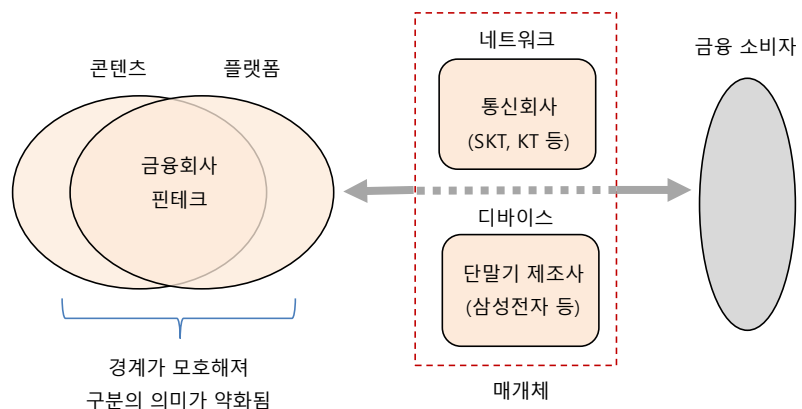 콘텐츠
플랫폼
금융회사
핀테크
경계가 모호해져
구분의 의미가 약화됨
네트워크
통신회사
(SKT, KT 등)
디바이스
단말기 제조사
(삼성전자 등)
매개체
금융 소비자